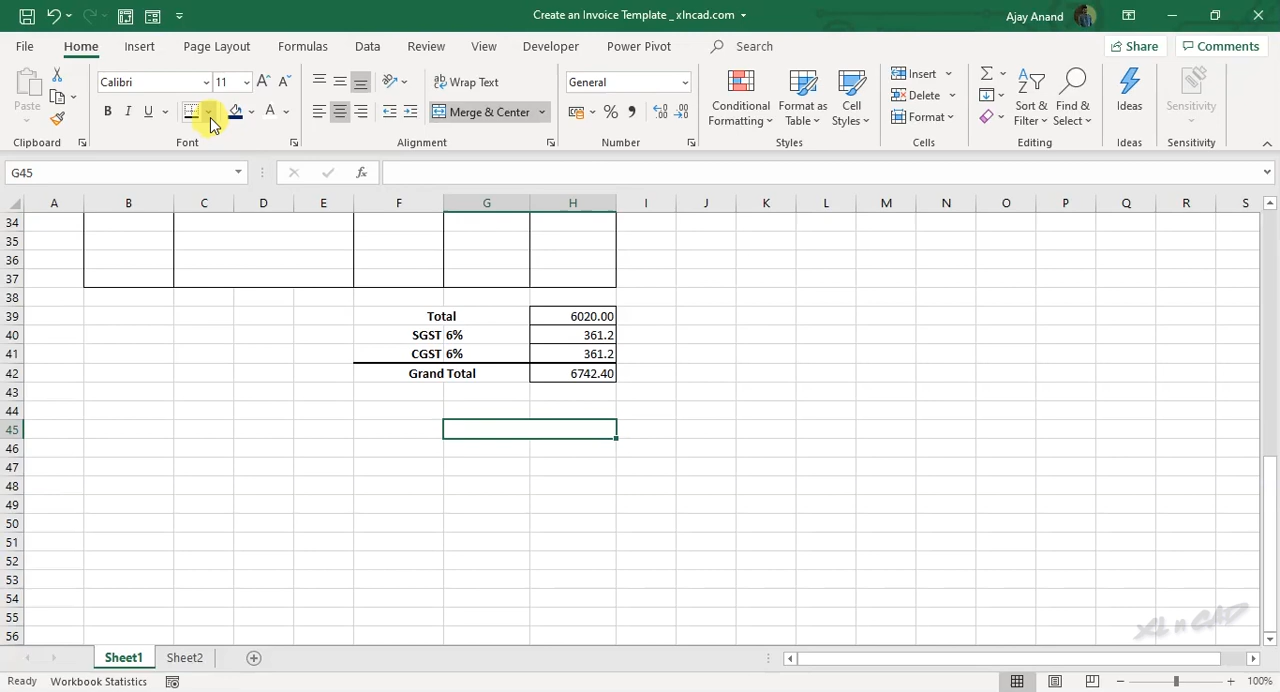 Create an Invoice Template _ xlncad.com
Ajay Anand
File Home Insert Page Layout Formulas Data Review View Developer Power Pivot Search Share Comments
Paste
Calibri 11
B I U A
Wrap Text
Merge & Center
General
% ,
Conditional Formatting
Format as Table
Cell Styles
Insert
Delete
Format
Sort & Filter
Find & Select
Ideas
Sensitivity
Clipboard Font Alignment Number Styles Cells Editing Ideas Sensitivity
G45 fx
A B C D E F G H I J K L M N O P Q R S
34
35
36
37
38
39 Total 6020.00
40 SGST 6% 361.2
41 CGST 6% 361.2
42 Grand Total 6742.40
43
44
45
46
47
48
49
50
51
52
53
54
55
56
XL n CAD
Sheet1 Sheet2
Ready Workbook Statistics 100%